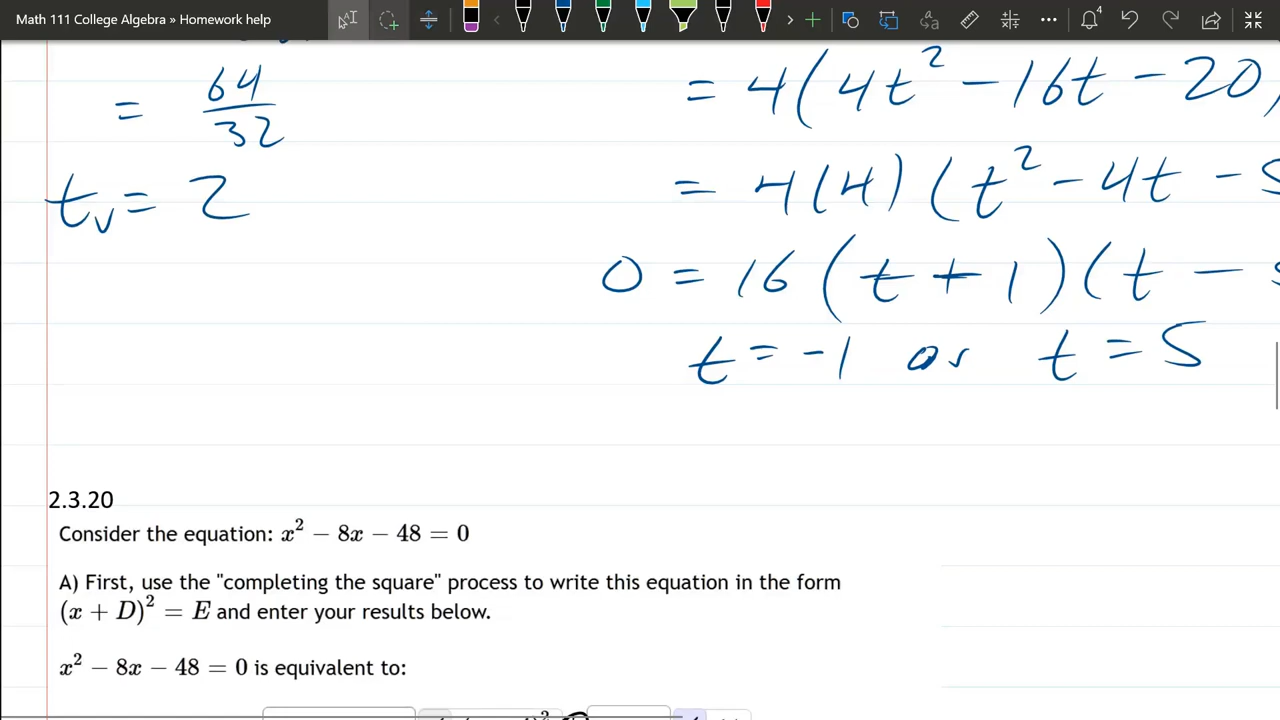 Math 111 College Algebra » Homework help
4
= 64/32
t_v = 2
= 4(4t² - 16t - 20
= 4(4)(t² - 4t - 5
0 = 16(t + 1)(t -
t = -1 or t = 5
2.3.20
Consider the equation: x² − 8x − 48 = 0
A) First, use the "completing the square" process to write this equation in the form
(x + D)² = E and enter your results below.
x² − 8x − 48 = 0 is equivalent to: